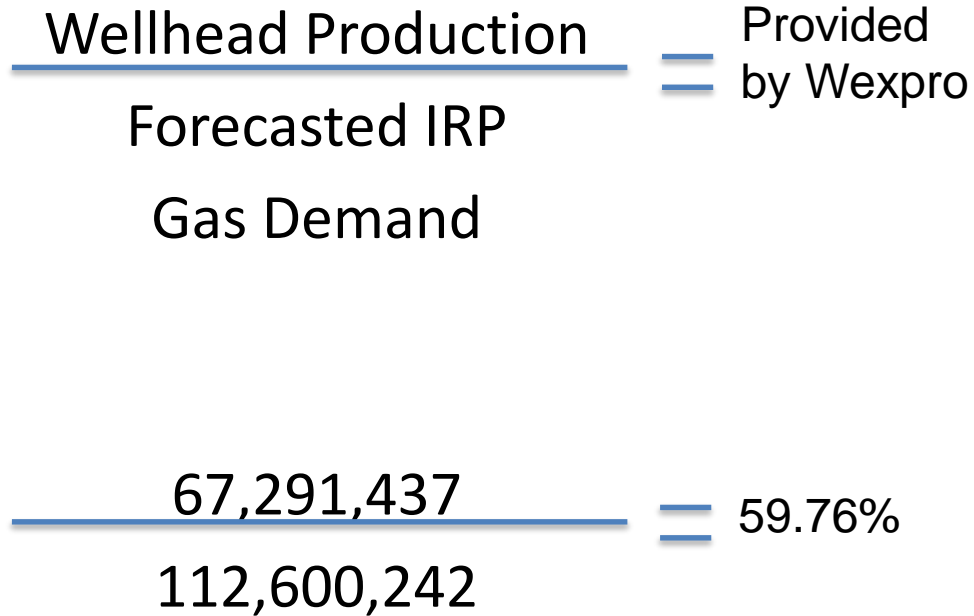 Wellhead Production
Forecasted IRP
Gas Demand
Provided
by Wexpro
67,291,437
112,600,242
59.76%